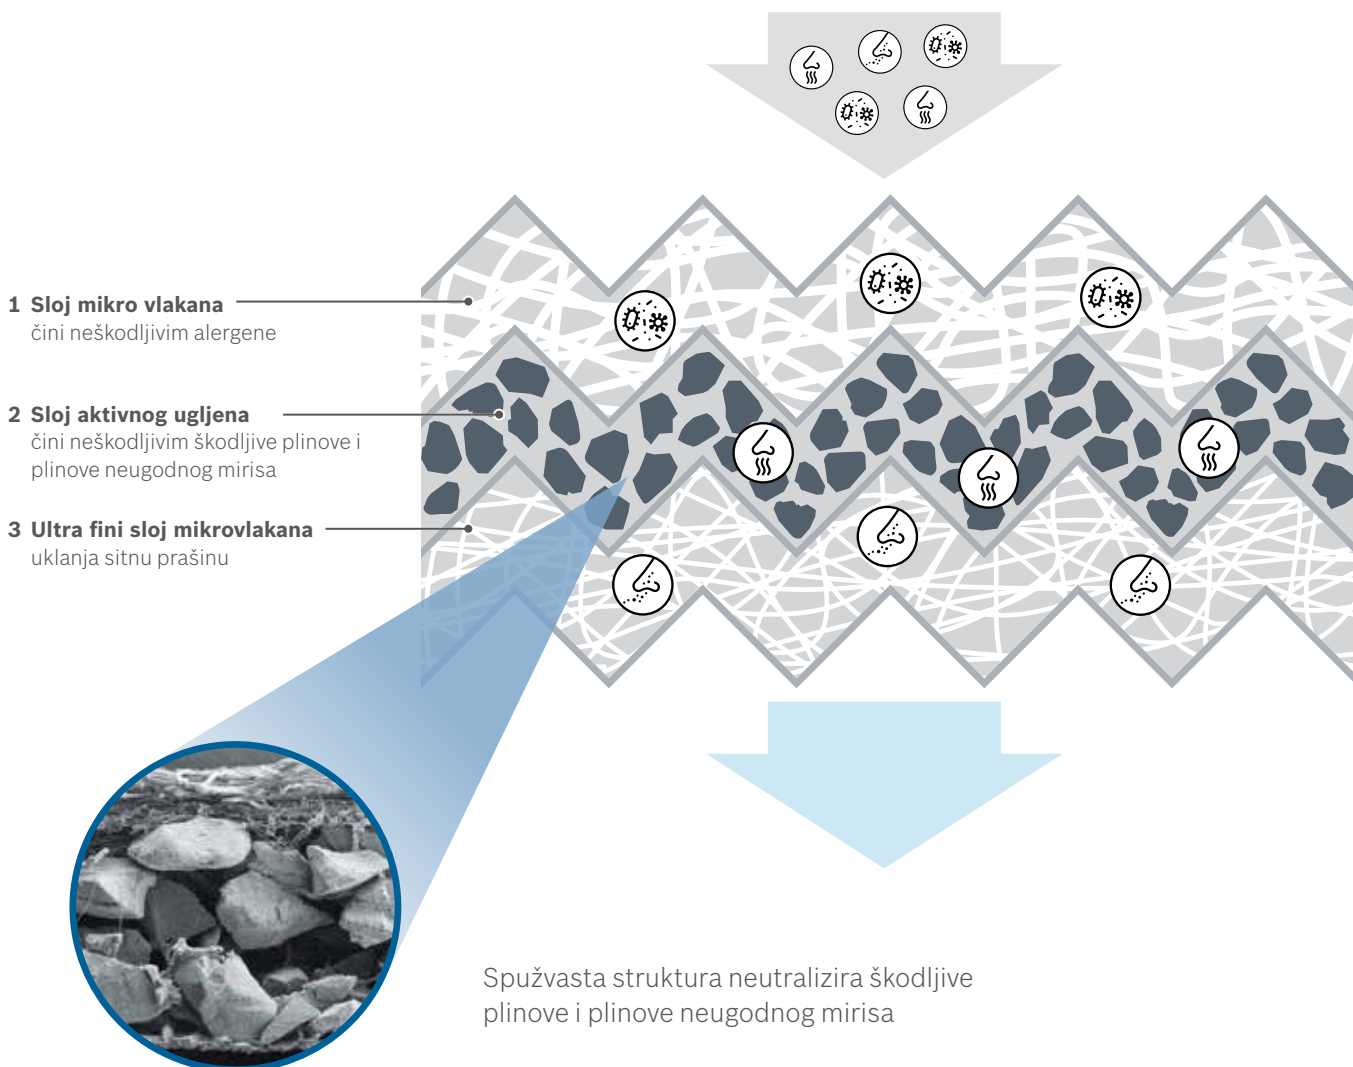 1 Sloj mikro vlakana
čini neškodljivim alergene
2 Sloj aktivnog ugljena
čini neškodljivim škodljive plinove i
plinove neugodnog mirisa
3 Ultra fini sloj mikrovlakana
uklanja sitnu prašinu
Spužvasta struktura neutralizira škodljive
plinove i plinove neugodnog mirisa